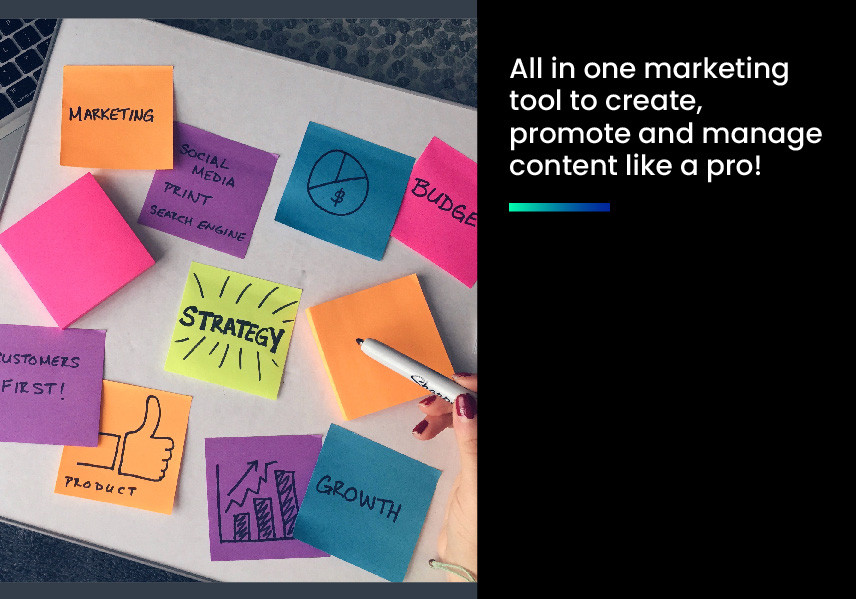 All in one marketing
tool to create,
promote and manage
content like a pro!
MARKETING
SOCIAL
MEDIA
PRINT
SEARCH ENGINE
$
BUDGE
STRATEGY
CUSTOMERS
FIRST!
PRODUCT
GROWTH